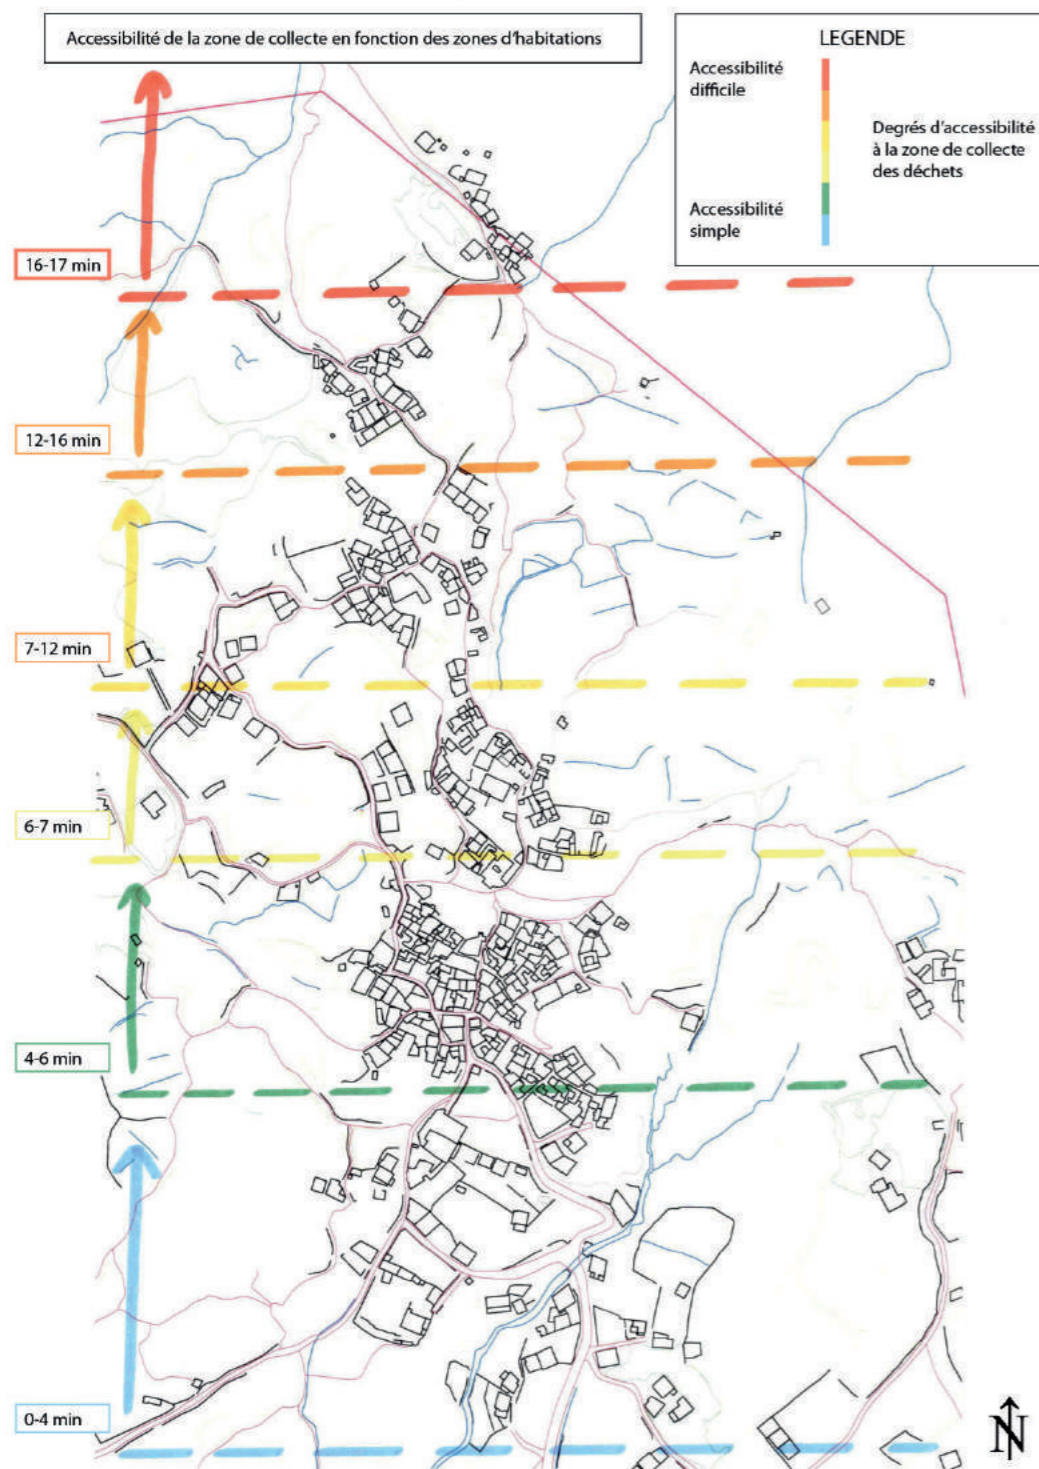 Accessibilité de la zone de collecte en fonction des zones d'habitations
LEGENDE
Accessibilité
difficile
Degrés d'accessibilité
à la zone de collecte
des déchets
Accessibilité
simple
16-17 min
12-16 min
7-12 min
6-7 min
4-6 min
0-4 min
N